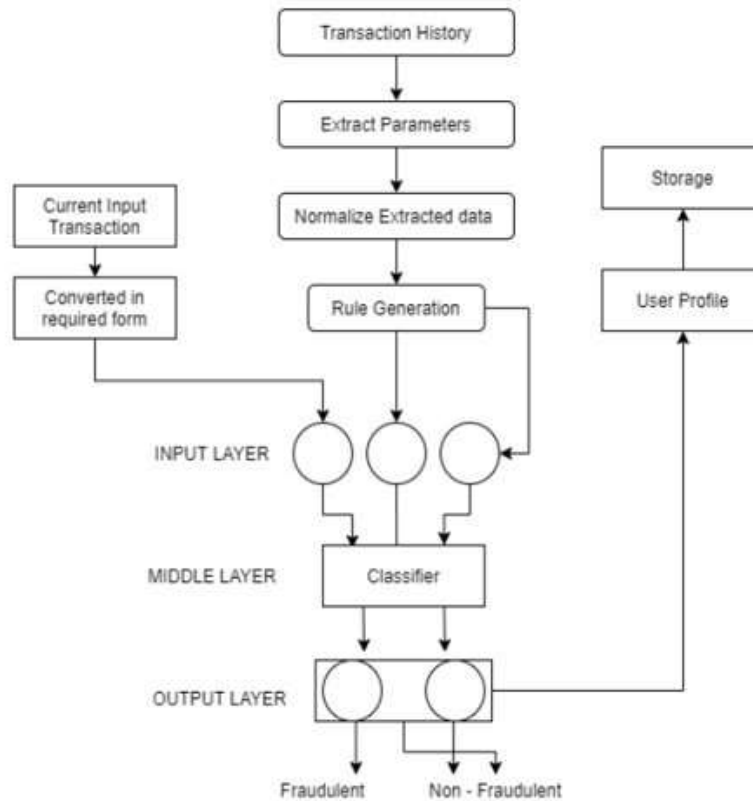 Transaction History
Extract Parameters
Storage
Current Input
Transaction
Normalize Extracted data
Converted in
required form
Rule Generation
User Profile
INPUT LAYER
MIDDLE LAYER
Classifier
OUTPUT LAYER
Fraudulent
Non - Fraudulent